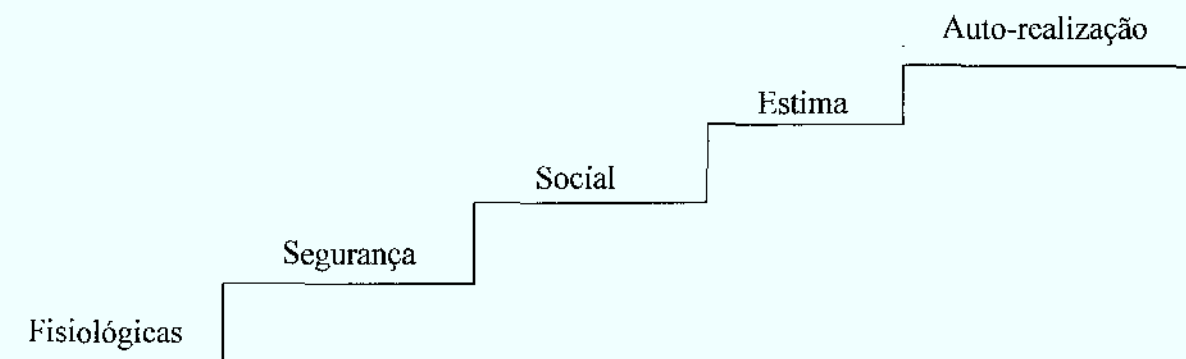 Auto-realização
Estima
Social
Segurança
Fisiológicas